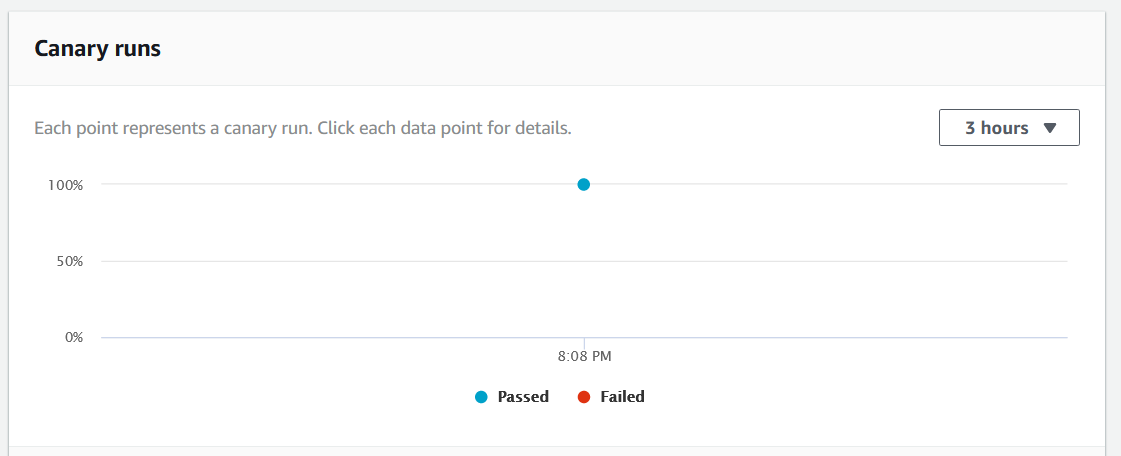 Canary runs
Each point represents a canary run. Click each data point for details.
3 hours
100%
50%
0%
8:08 PM
Passed
Failed